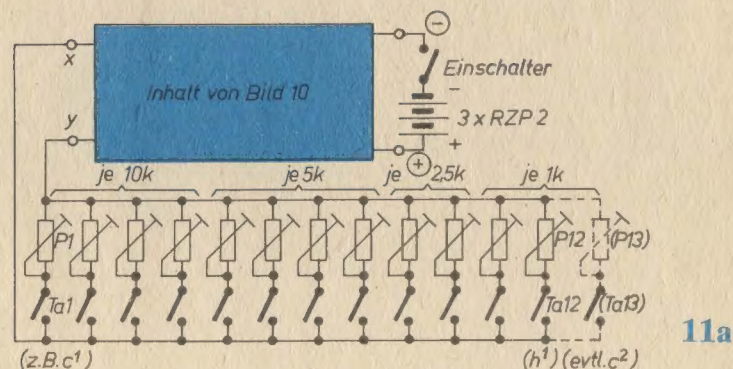 x
Inhalt von Bild 10
−
Einschalter
−
3 x RZP 2
y
+
+
je 10k
je 5k
je 2,5k
je 1k
P1
P12
(P13)
Ta1
Ta12
(Ta13)
11a
(z.B.c¹)
(h¹) (evtl.c²)